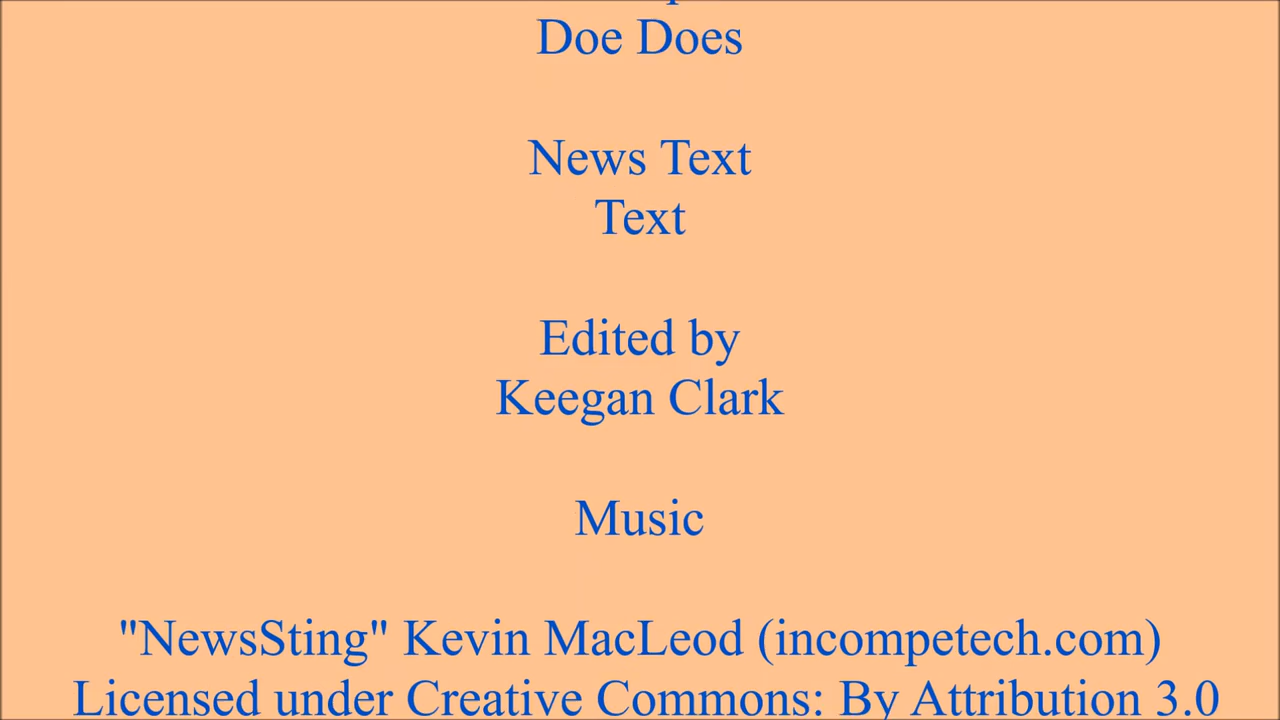 Doe Does
News Text
Text
Edited by
Keegan Clark
Music
"NewsSting" Kevin MacLeod (incompetech.com)
Licensed under Creative Commons: By Attribution 3.0